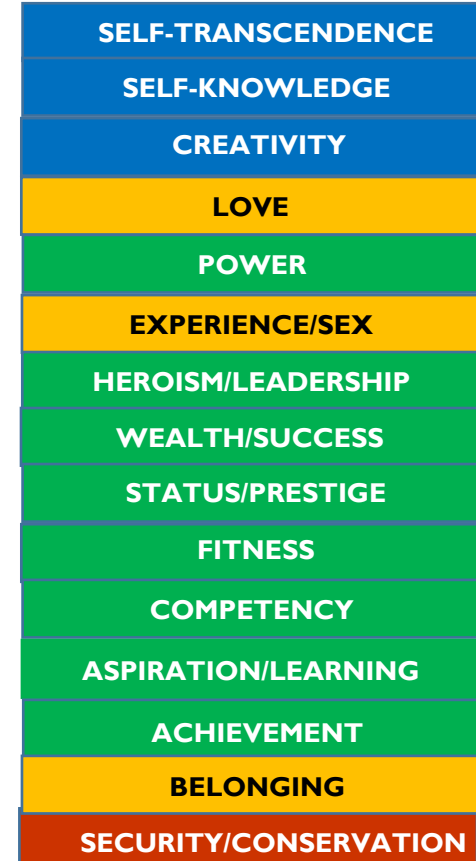 SELF-TRANSCENDENCE
SELF-KNOWLEDGE
CREATIVITY
LOVE
POWER
EXPERIENCE/SEX
HEROISM/LEADERSHIP
WEALTH/SUCCESS
STATUS/PRESTIGE
FITNESS
COMPETENCY
ASPIRATION/LEARNING
ACHIEVEMENT
BELONGING
SECURITY/CONSERVATION